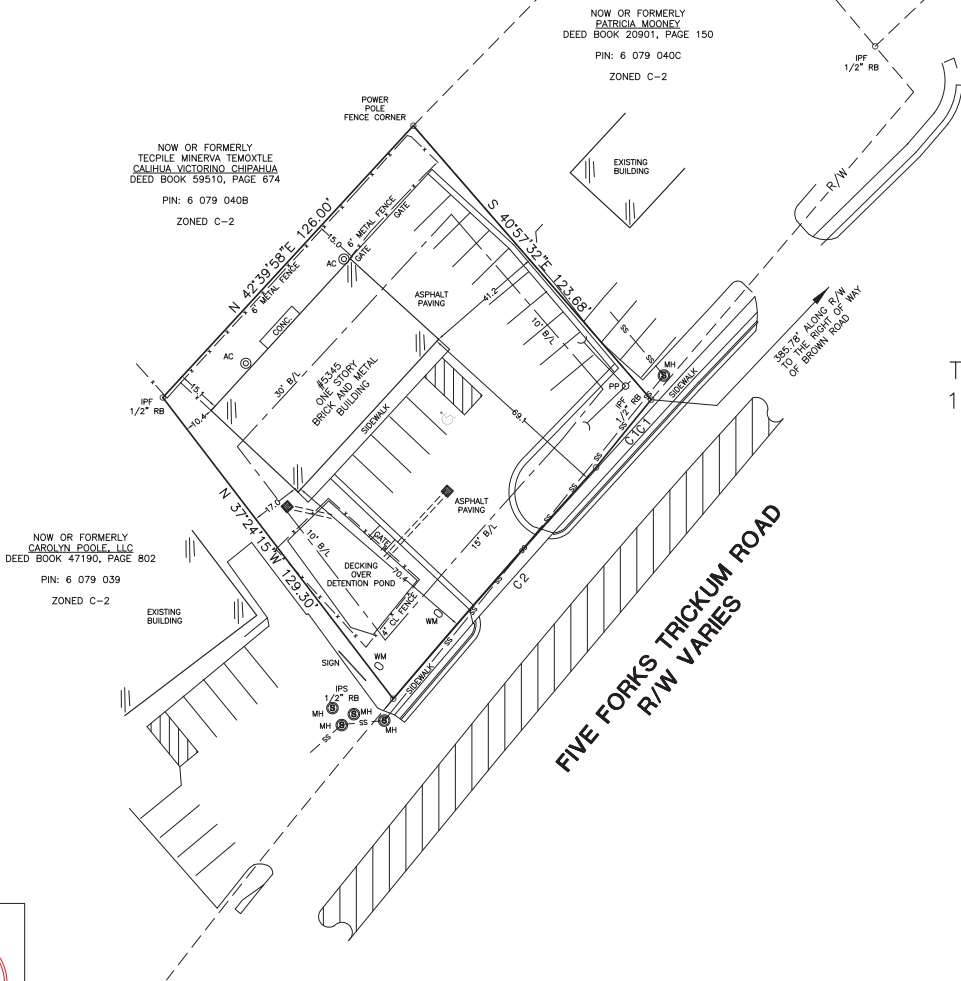 NOW OR FORMERLY
PATRICIA MOONEY
DEED BOOK 20901, PAGE 150
PIN: 6 079 040C
ZONED C-2
IPF
1/2" RB
POWER
POLE
FENCE CORNER
NOW OR FORMERLY
TECPILE MINERVA TEMOXTLE
CALIHUA VICTORINO CHIPAHUA
DEED BOOK 59510, PAGE 674
PIN: 6 079 040B
ZONED C-2
EXISTING
BUILDING
R/W
N 42°39'58"E 126.00'
6' METAL FENCE
6' METAL FENCE
GATE
GATE
15.0
AC
S 40°57'32"E 123.68'
ASPHALT
PAVING
41.2
10' B/L
CONC.
AC
30' B/L
#5345
ONE STORY
BRICK AND METAL
BUILDING
SIDEWALK
385.78' ALONG R/W
TO THE RIGHT OF WAY
OF BROWN ROAD
SS
MH
SIDEWALK
PP
IPF
1/2" RB
SS
T
1
15.1
IPF
1/2" RB
10.4
69.1
C1C1
SS
SS
SS
SS
SS
SS
ASPHALT
PAVING
15' B/L
C2
17.0
N 37°24'15"W 129.30'
10' B/L
GATE
70.4
DECKING
OVER
DETENTION POND
4' CL FENCE
WM
WM
SIDEWALK
SIGN
NOW OR FORMERLY
CAROLYN POOLE, LLC
DEED BOOK 47190, PAGE 802
PIN: 6 079 039
ZONED C-2
EXISTING
BUILDING
IPS
1/2" RB
MH
MH
MH
MH
SS
SS
FIVE FORKS TRICKUM ROAD
R/W VARIES